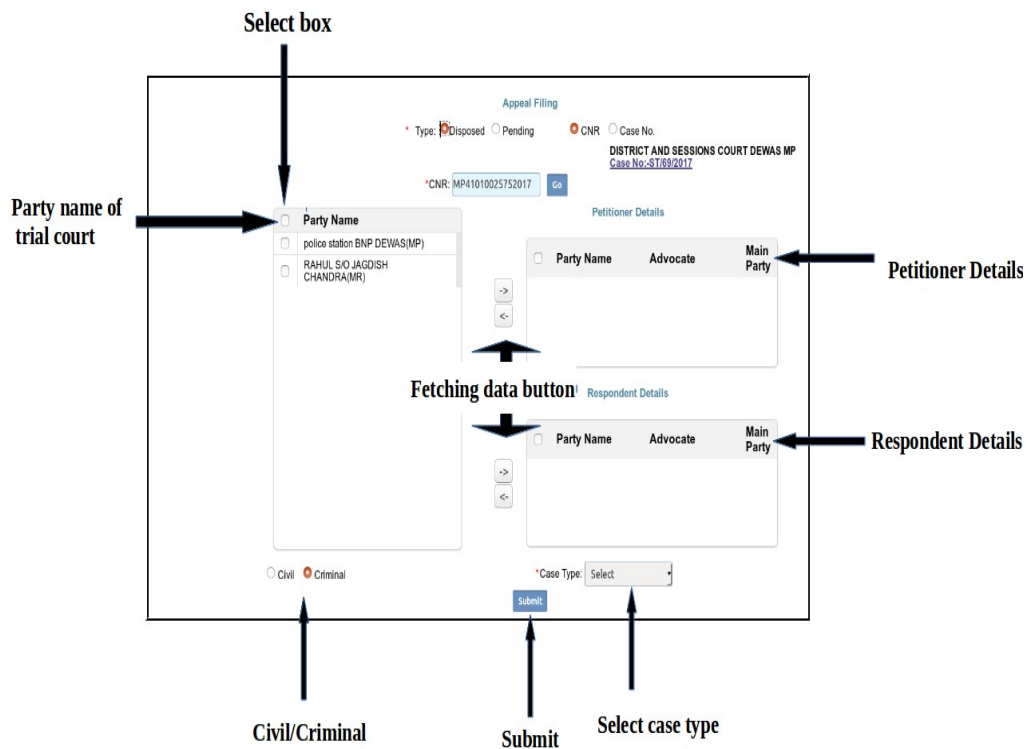 Select box
Appeal Filing
* Type: Disposed Pending CNR Case No.
DISTRICT AND SESSIONS COURT DEWAS MP
Case No:-ST/69/2017
*CNR: MP41010025752017 Go
Party name of
trial court
Party Name
police station BNP DEWAS(MP)
RAHUL S/O JAGDISH
CHANDRA(MR)
Petitioner Details
Party Name Advocate Main
Party
Petitioner Details
->
<-
Fetching data button
Respondent Details
Party Name Advocate Main
Party
Respondent Details
->
<-
Civil Criminal
*Case Type: Select
Submit
Civil/Criminal
Submit
Select case type